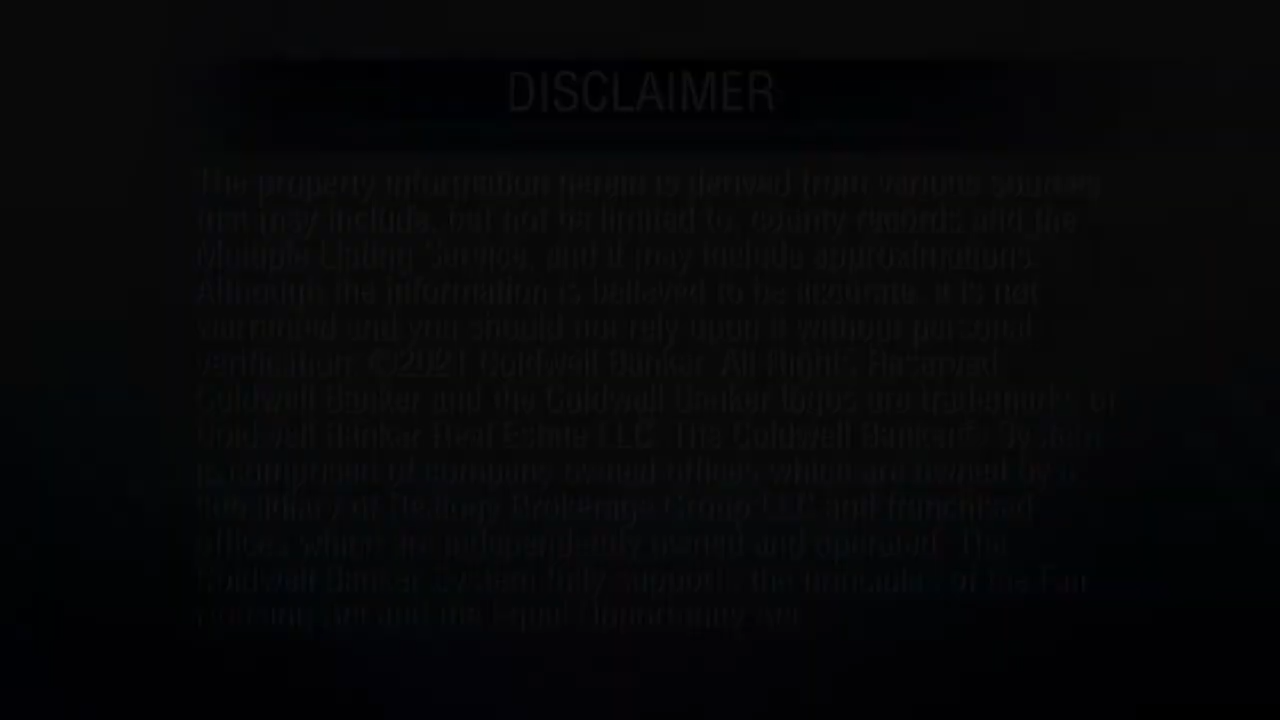 DISCLAIMER
The property information herein is derived from various sources
that may include, but not be limited to, county records and the
Multiple Listing Service, and it may include approximations.
Although the information is believed to be accurate, it is not
warranted and you should not rely upon it without personal
verification. ©2021 Coldwell Banker. All Rights Reserved.
Coldwell Banker and the Coldwell Banker logos are trademarks of
Coldwell Banker Real Estate LLC. The Coldwell Banker® System
is comprised of company owned offices which are owned by a
subsidiary of Realogy Brokerage Group LLC and franchised
offices which are independently owned and operated. The
Coldwell Banker System fully supports the principles of the Fair
Housing Act and the Equal Opportunity Act.